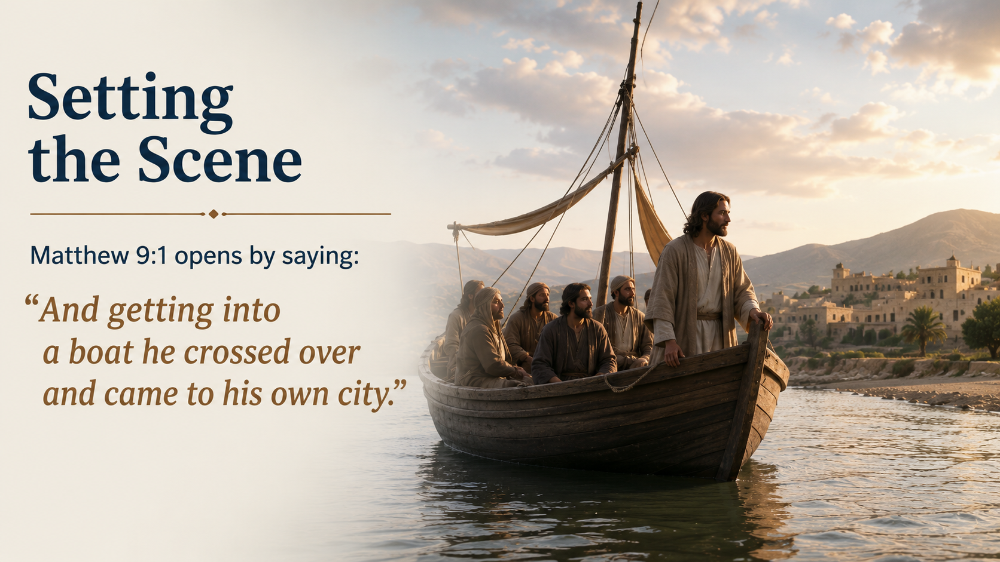 Setting
the Scene
Matthew 9:1 opens by saying:
“And getting into
a boat he crossed over
and came to his own city.”